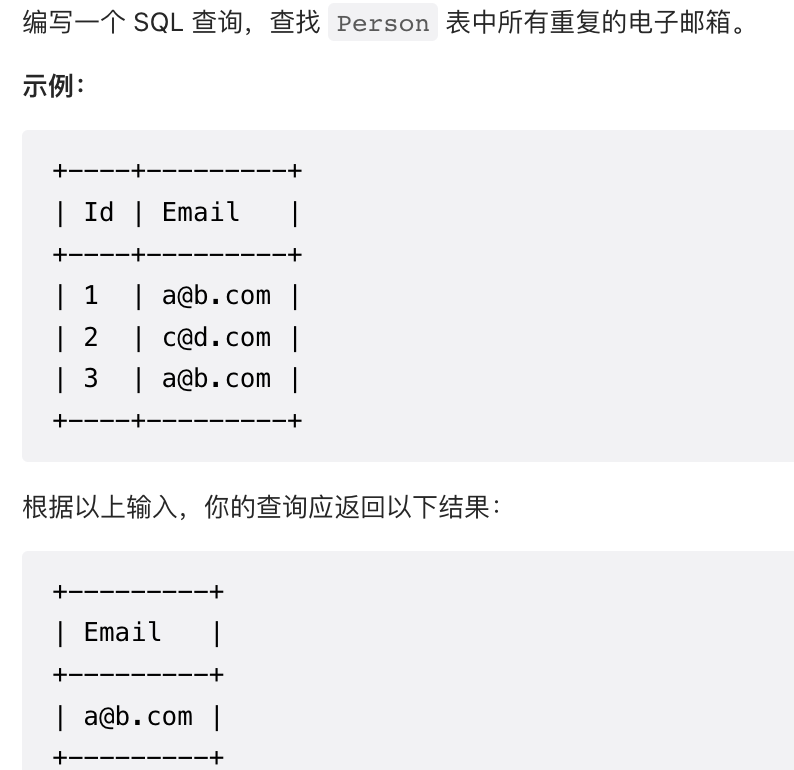 编写一个 SQL 查询，查找 Person 表中所有重复的电子邮箱。
示例：
+----+---------+
| Id | Email   |
+----+---------+
| 1  | a@b.com |
| 2  | c@d.com |
| 3  | a@b.com |
+----+---------+
根据以上输入，你的查询应返回以下结果：
+---------+
| Email   |
+---------+
| a@b.com |
+---------+